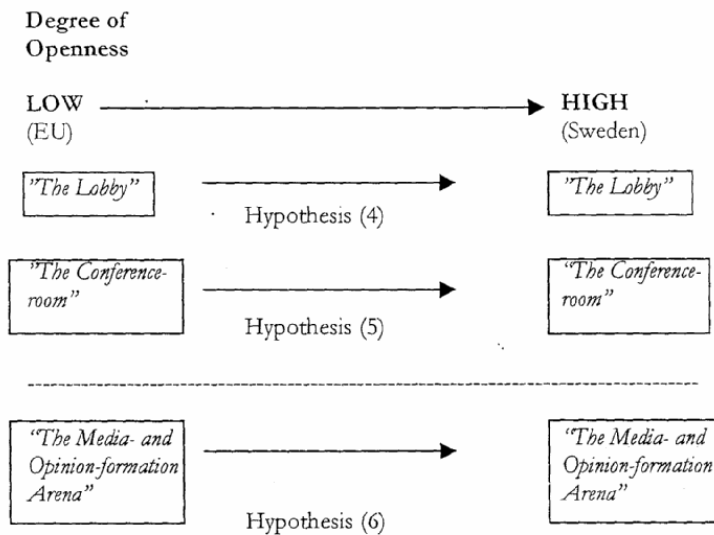 Degree of
Openness
LOW
HIGH
(EU)
(Sweden)
"The Lobby"
"The Lobby"
Hypothesis (4)
"The Conference-
room"
“The Conference-
room”
Hypothesis (5)
“The Media- and
Opinion-formation
Arena”
“The Media- and
Opinion-formation
Arena”
Hypothesis (6)